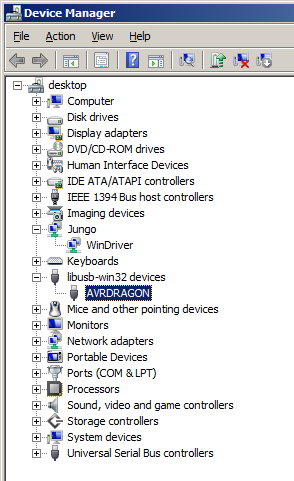 Device Manager
File Action View Help
desktop
Computer
Disk drives
Display adapters
DVD/CD-ROM drives
Human Interface Devices
IDE ATA/ATAPI controllers
IEEE 1394 Bus host controllers
Imaging devices
Jungo
WinDriver
Keyboards
libusb-win32 devices
AVRDRAGON
Mice and other pointing devices
Monitors
Network adapters
Portable Devices
Ports (COM & LPT)
Processors
Sound, video and game controllers
Storage controllers
System devices
Universal Serial Bus controllers